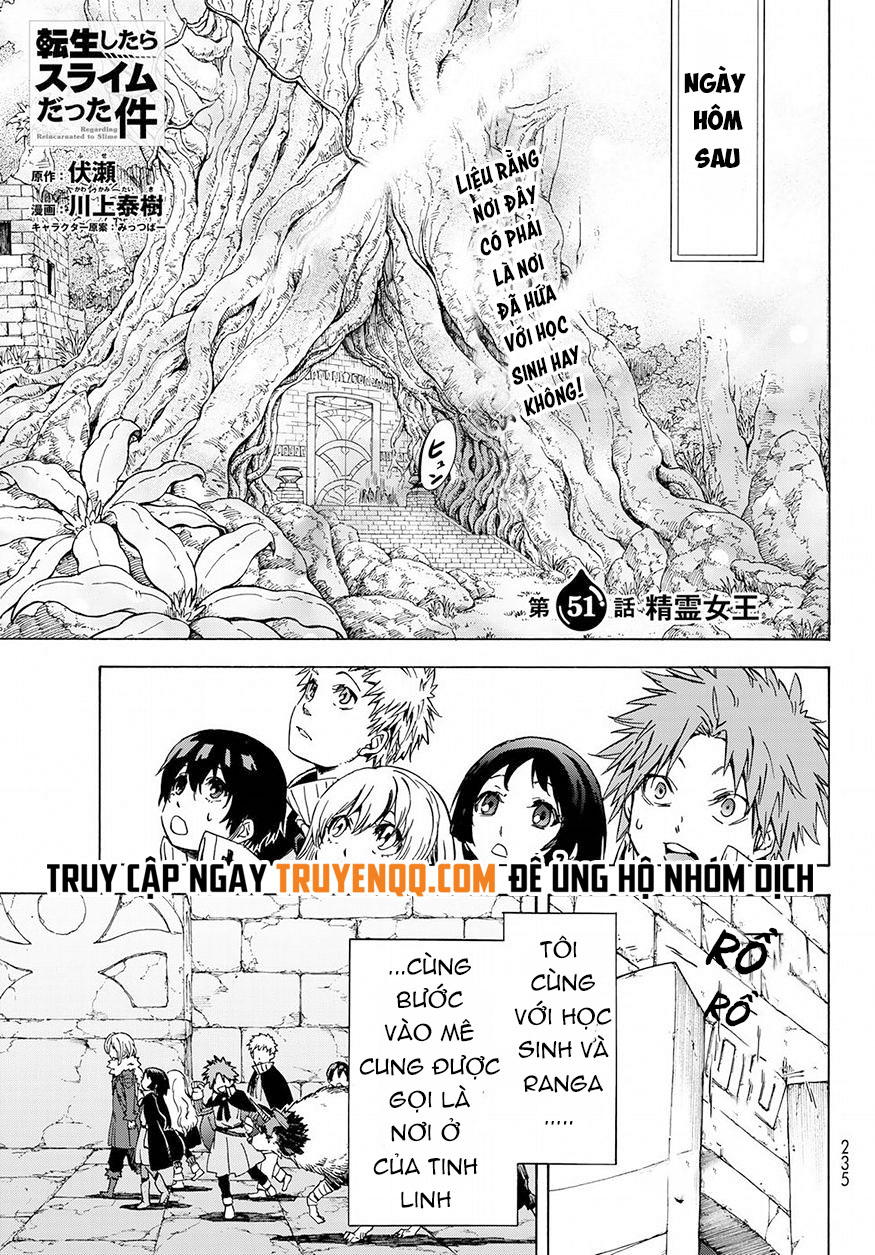 転生したら
スライム
だった件
Regarding
Reincarnated to Slime
原作：伏瀬
漫画：川上泰樹
キャラクター原案：みっつばー
NGÀY
HÔM
SAU
LIỆU RẰNG
NƠI ĐÂY
CÓ PHẢI
LÀ NƠI
ĐÃ HỨA
VỚI HỌC
SINH HAY
KHÔNG!
ヒュン
第51話 精霊女王
TRUY CẬP NGAY TRUYENQQ.COM ĐỂ ỦNG HỘ NHÓM DỊCH
RỒ
RỒ
TÔI
CÙNG
VỚI HỌC
SINH VÀ
RANGA
.....
...CÙNG
BƯỚC
VÀO MÊ
CUNG ĐƯỢC
GỌI LÀ
NƠI Ở
CỦA TINH
LINH
235